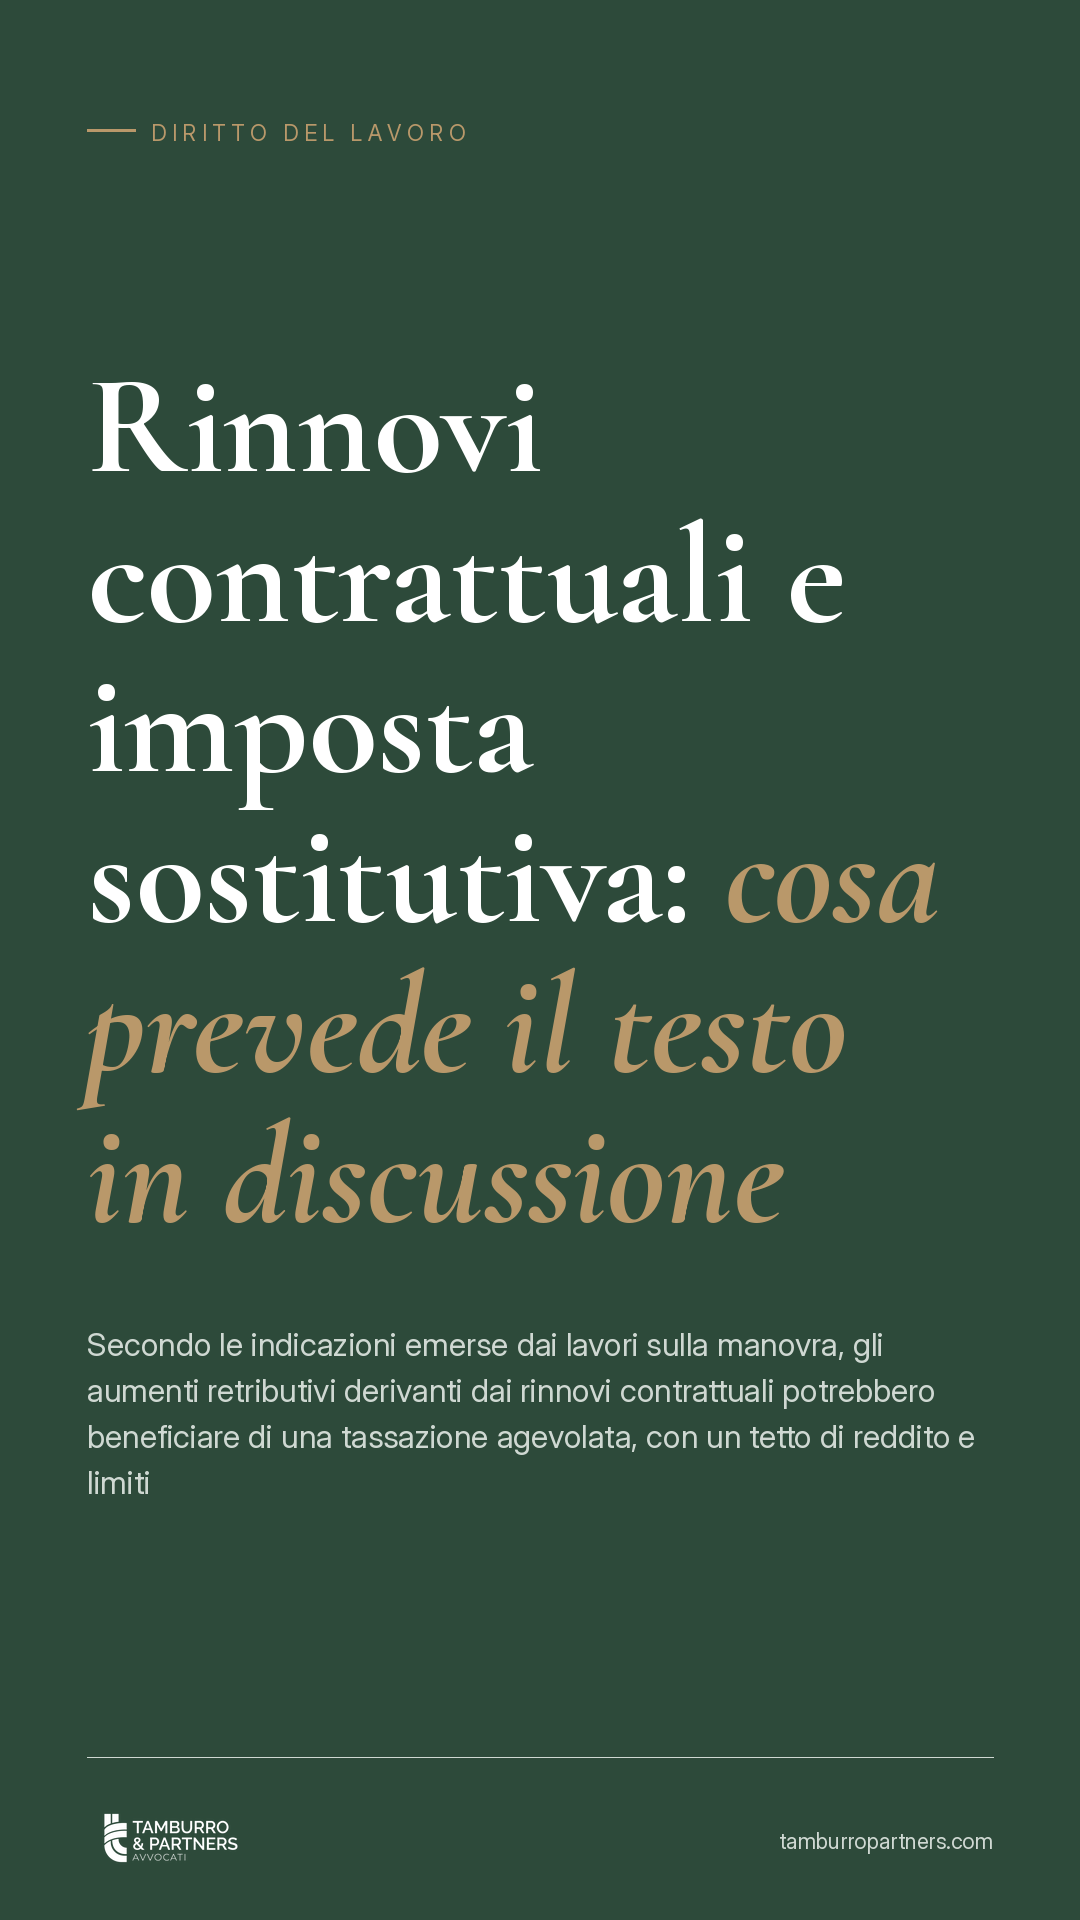 DIRITTO DEL LAVORO
Rinnovi
contrattuali e
imposta
sostitutiva: cosa
prevede il testo
in discussione
Secondo le indicazioni emerse dai lavori sulla manovra, gli
aumenti retributivi derivanti dai rinnovi contrattuali potrebbero
beneficiare di una tassazione agevolata, con un tetto di reddito e
limiti
TAMBURRO
& PARTNERS
AVVOCATI
tamburropartners.com